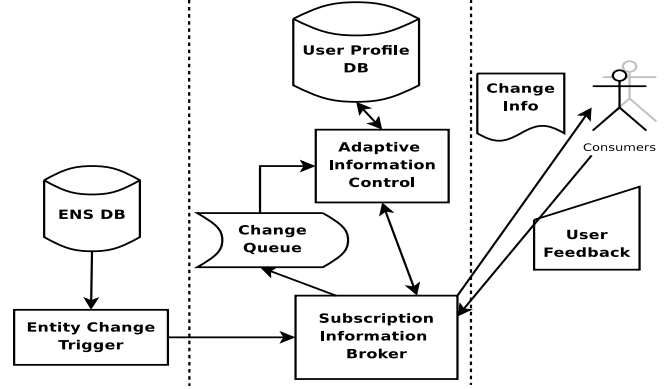 User Profile
DB
Change
Info
Consumers
Adaptive
Information
Control
ENS DB
Change
Queue
User
Feedback
Entity Change
Trigger
Subscription
Information
Broker